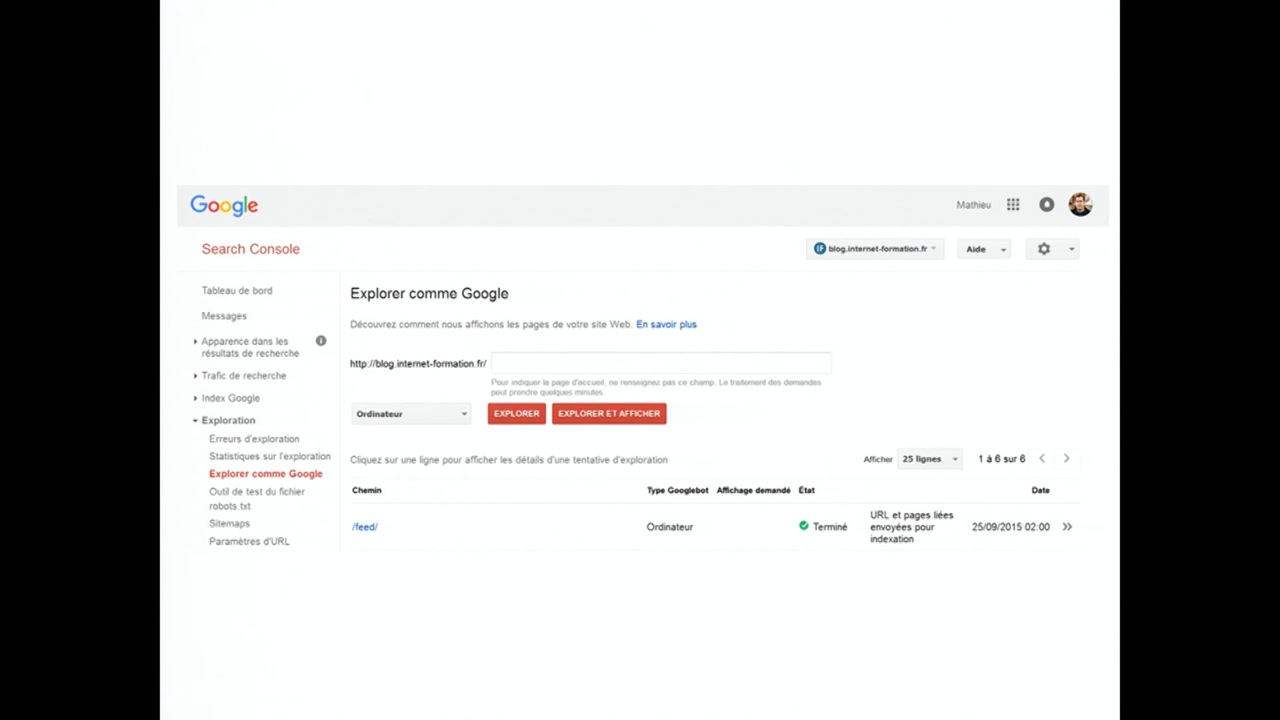 Google
Mathieu
Search Console
IF blog.internet-formation.fr
Aide
Tableau de bord
Messages
Apparence dans les
résultats de recherche
Trafic de recherche
Index Google
Exploration
Erreurs d'exploration
Statistiques sur l'exploration
Explorer comme Google
Outil de test du fichier
robots.txt
Sitemaps
Paramètres d'URL
Explorer comme Google
Découvrez comment nous affichons les pages de votre site Web. En savoir plus
http://blog.internet-formation.fr/
Pour indiquer la page d'accueil, ne renseignez pas ce champ. Le traitement des demandes
peut prendre quelques minutes.
Ordinateur
EXPLORER
EXPLORER ET AFFICHER
Cliquez sur une ligne pour afficher les détails d'une tentative d'exploration
Afficher 25 lignes 1 à 6 sur 6
Chemin Type Googlebot Affichage demandé État Date
/feed/ Ordinateur Terminé
URL et pages liées
envoyées pour
indexation
25/09/2015 02:00